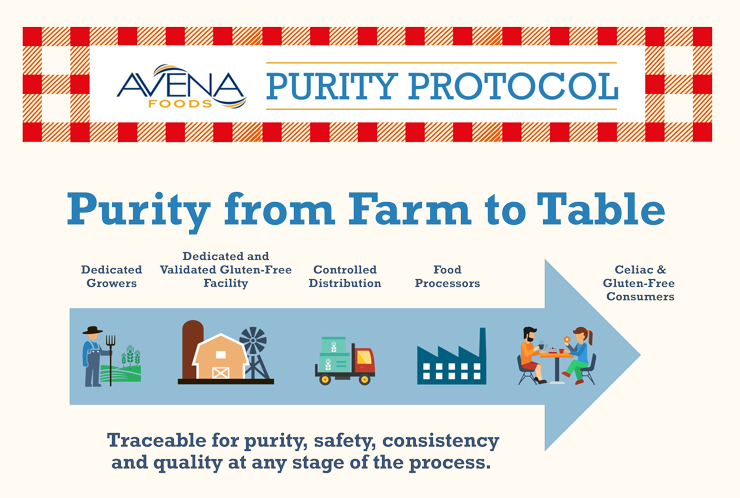 AVENA
FOODS
PURITY PROTOCOL
Purity from Farm to Table
Dedicated
Growers
Dedicated and
Validated Gluten-Free
Facility
Controlled
Distribution
Food
Processors
Celiac &
Gluten-Free
Consumers
Traceable for purity, safety, consistency
and quality at any stage of the process.